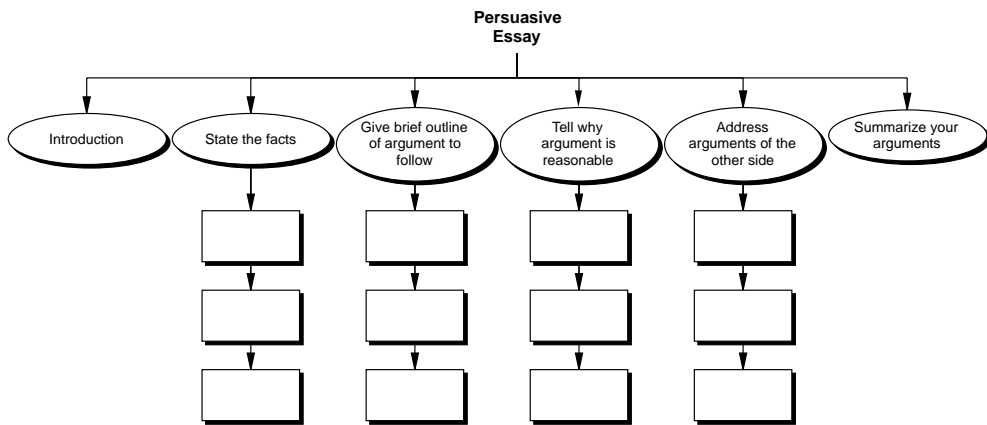 Persuasive
Essay
Introduction
State the facts
Give brief outline
of argument to
follow
Tell why
argument is
reasonable
Address
arguments of the
other side
Summarize your
arguments